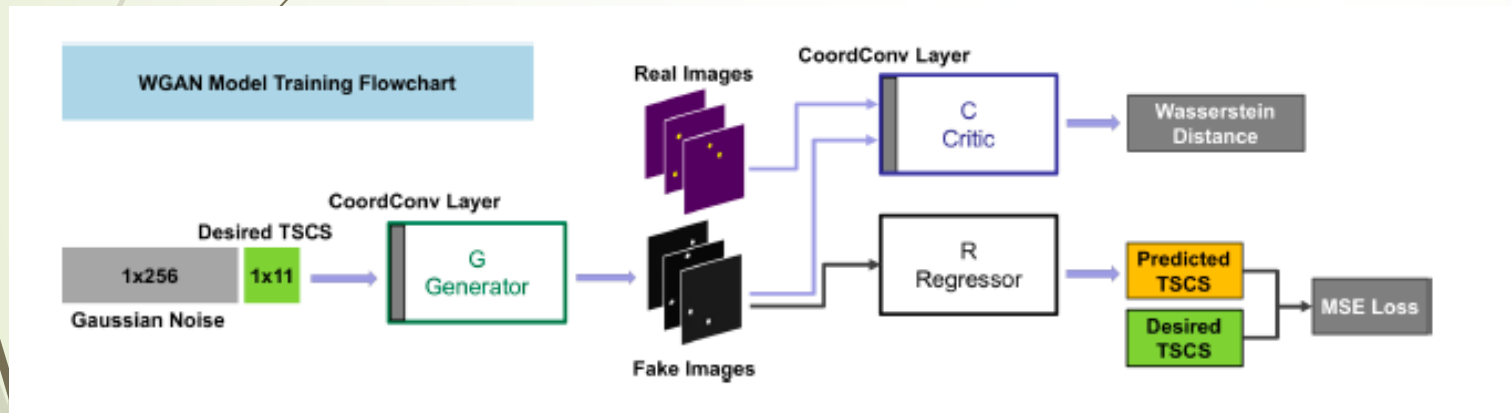 WGAN Model Training Flowchart
Real Images
CoordConv Layer
C
Critic
Wasserstein
Distance
CoordConv Layer
Desired TSCS
1x256
1x11
Gaussian Noise
G
Generator
Fake Images
R
Regressor
Predicted
TSCS
Desired
TSCS
MSE Loss